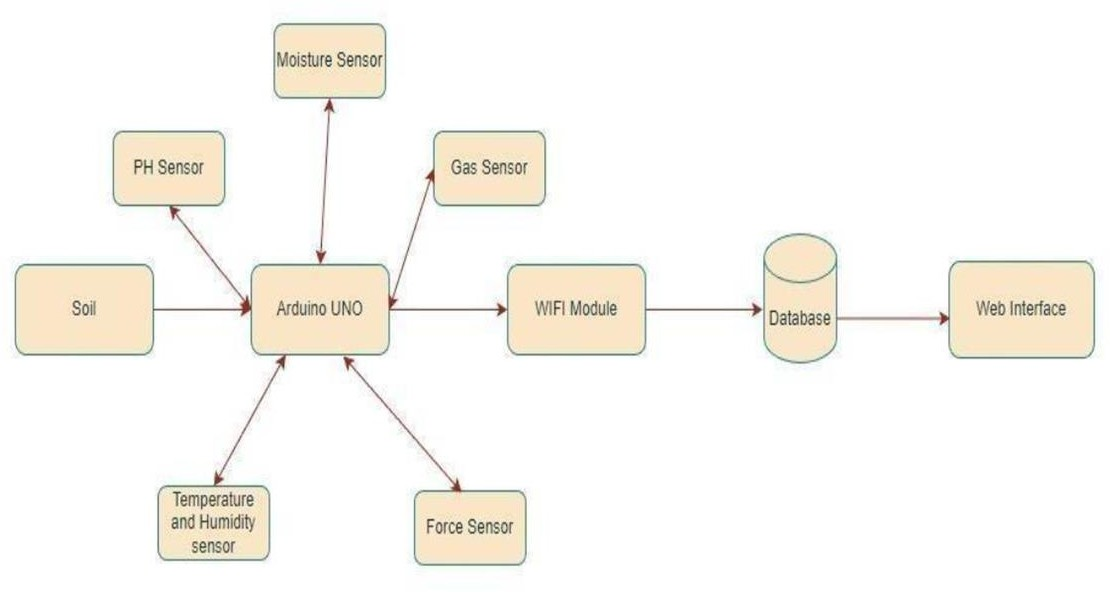 Moisture Sensor
PH Sensor
Gas Sensor
Soil
Arduino UNO
WIFI Module
Database
Web Interface
Temperature
and Humidity
sensor
Force Sensor